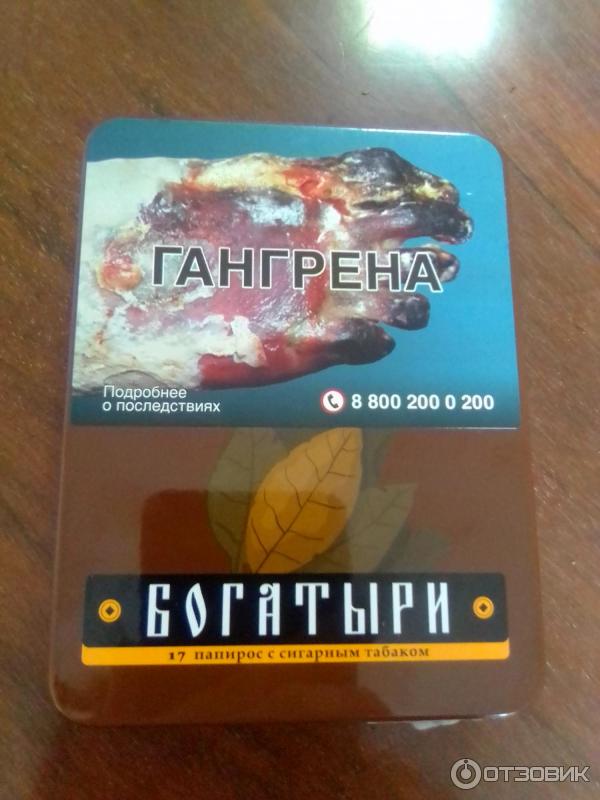 ГАНГРЕНА
Подробнее
о последствиях
8 800 200 0 200
БОГАТЫРИ
17 папирос с сигарным табаком
ОТЗОВИК